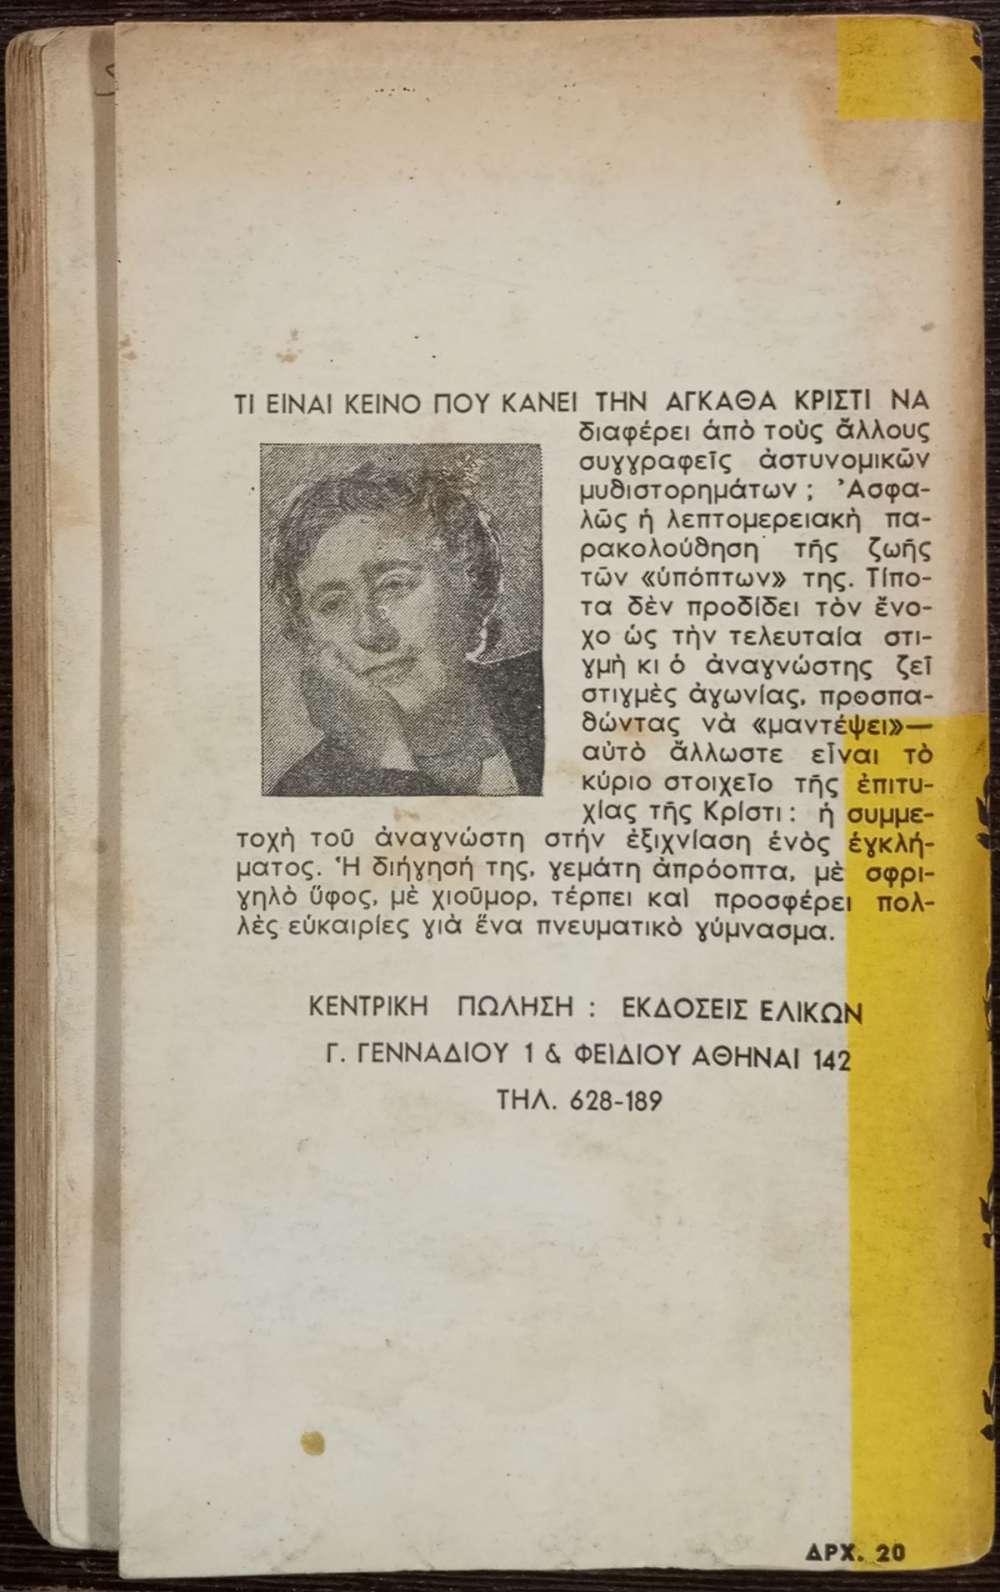 ΤΙ ΕΙΝΑΙ ΚΕΙΝΟ ΠΟΥ ΚΑΝΕΙ ΤΗΝ ΑΓΚΑΘΑ ΚΡΙΣΤΙ ΝΑ
διαφέρει ἀπὸ τοὺς ἄλλους
συγγραφεῖς ἀστυνομικῶν
μυθιστορημάτων ; Ἀσφα-
λῶς ἡ λεπτομερειακὴ πα-
ρακολούθηση τῆς ζωῆς
τῶν «ὑπόπτων» της. Τίπο-
τα δὲν προδίδει τὸν ἔνο-
χο ὡς τὴν τελευταία στι-
γμὴ κι ὁ ἀναγνώστης ζεῖ
στιγμὲς ἀγωνίας, προσπα-
θώντας νὰ «μαντέψει»—
αὐτὸ ἄλλωστε εἶναι τὸ
κύριο στοιχεῖο τῆς ἐπιτυ-
χίας τῆς Κρίστι : ἡ συμμε-
τοχὴ τοῦ ἀναγνώστη στήν ἐξιχνίαση ἑνὸς ἐγκλή-
ματος. Ἡ διήγησή της, γεμάτη ἀπρόοπτα, μὲ σφρι-
γηλὸ ὕφος, μὲ χιοῦμορ, τέρπει καὶ προσφέρει πολ-
λὲς εὐκαιρίες γιὰ ἕνα πνευματικὸ γύμνασμα.
ΚΕΝΤΡΙΚΗ ΠΩΛΗΣΗ : ΕΚΔΟΣΕΙΣ ΕΛΙΚΩΝ
Γ. ΓΕΝΝΑΔΙΟΥ 1 & ΦΕΙΔΙΟΥ ΑΘΗΝΑΙ 142
ΤΗΛ. 628-189
ΔΡΧ. 20